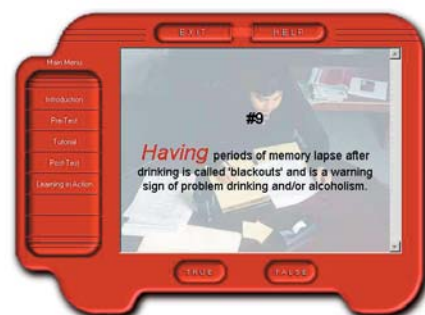 EXIT HELP
Main Menu
Introduction
Pre-Test
Tutorial
Post-Test
Learning in Action
#9
Having periods of memory lapse after
drinking is called 'blackouts' and is a warning
sign of problem drinking and/or alcoholism.
TRUE FALSE